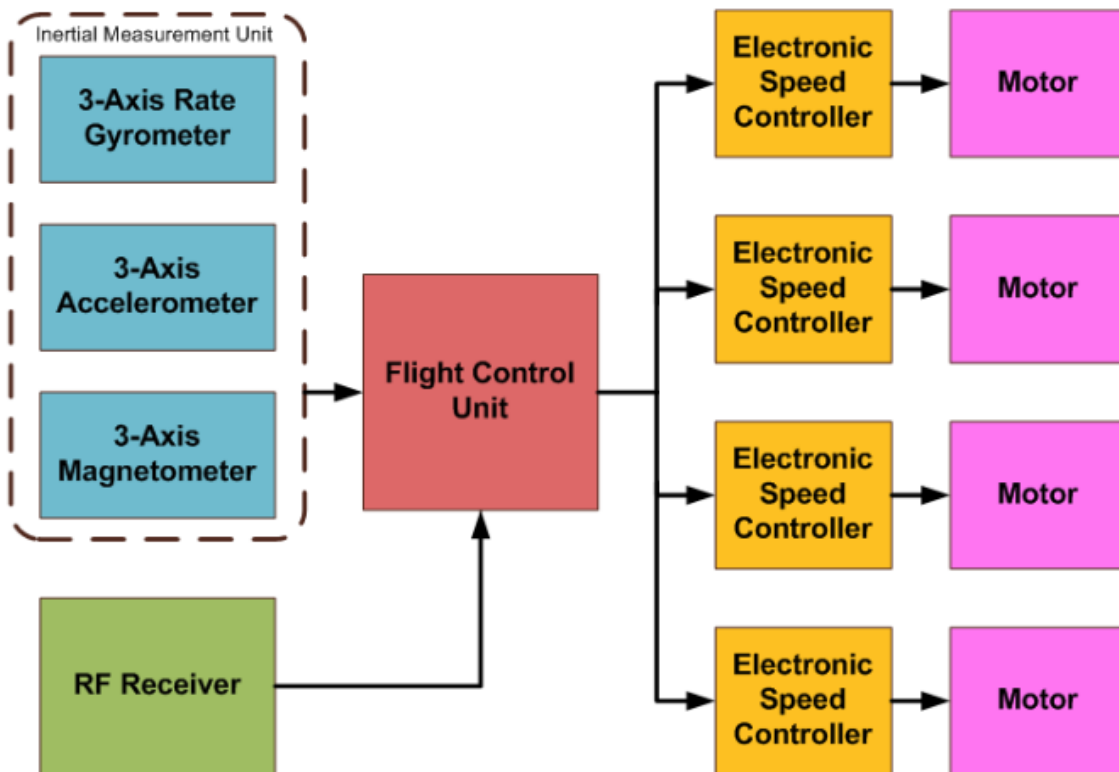 Inertial Measurement Unit
3-Axis Rate
Gyrometer
3-Axis
Accelerometer
3-Axis
Magnetometer
RF Receiver
Flight Control
Unit
Electronic
Speed
Controller
Motor
Electronic
Speed
Controller
Motor
Electronic
Speed
Controller
Motor
Electronic
Speed
Controller
Motor